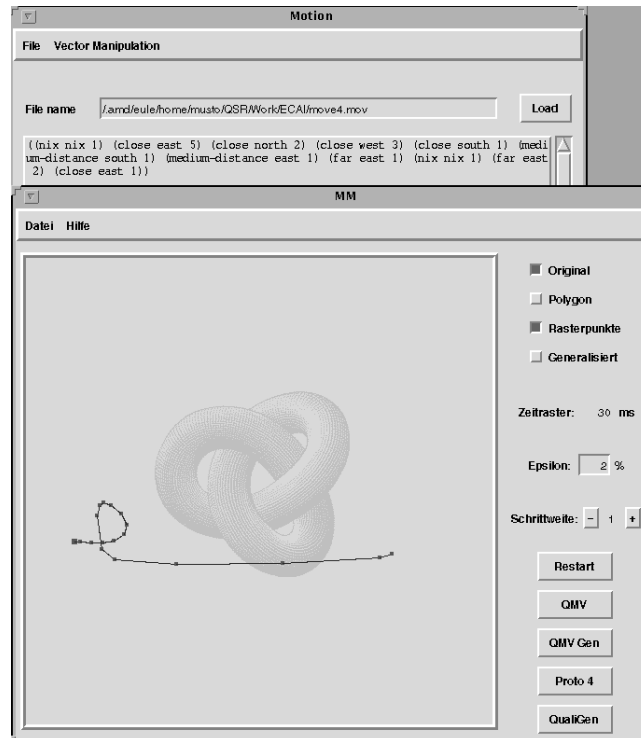 Motion
File Vector Manipulation
File name /.amd/eule/home/musto/QSR/Work/ECAI/move4.mov Load
((nix nix 1) (close east 5) (close north 2) (close west 3) (close south 1) (medi
um-distance south 1) (medium-distance east 1) (far east 1) (nix nix 1) (far east
2) (close east 1))
MM
Datei Hilfe
Original
Polygon
Rasterpunkte
Generalisiert
Zeitraster: 30 ms
Epsilon: 2 %
Schrittweite: - 1 +
Restart
QMV
QMV Gen
Proto 4
QualiGen